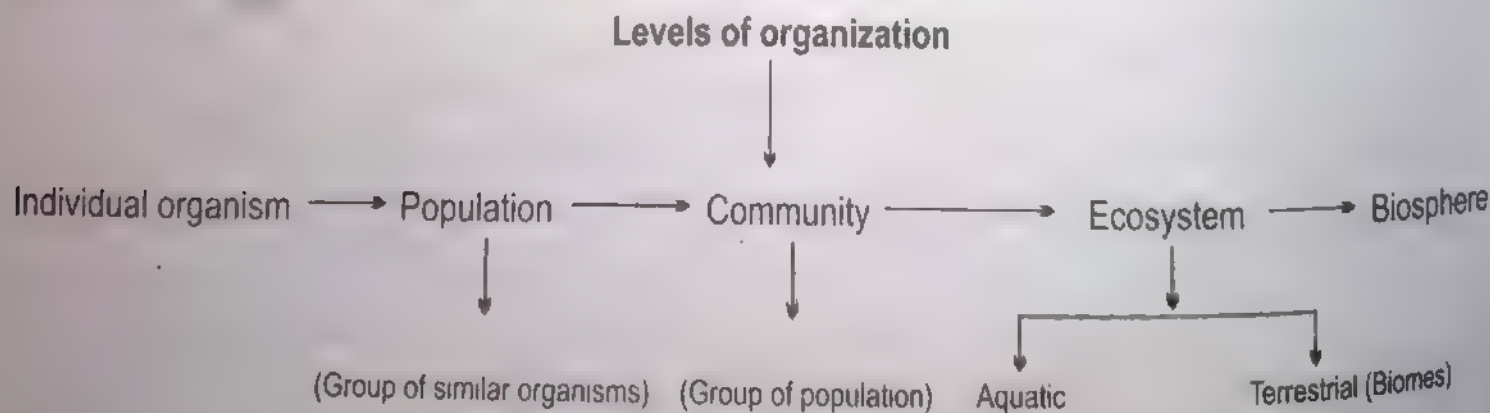 Levels of organization
Individual organism Population Community Ecosystem Biosphere
(Group of similar organisms) (Group of population) Aquatic Terrestrial (Biomes)